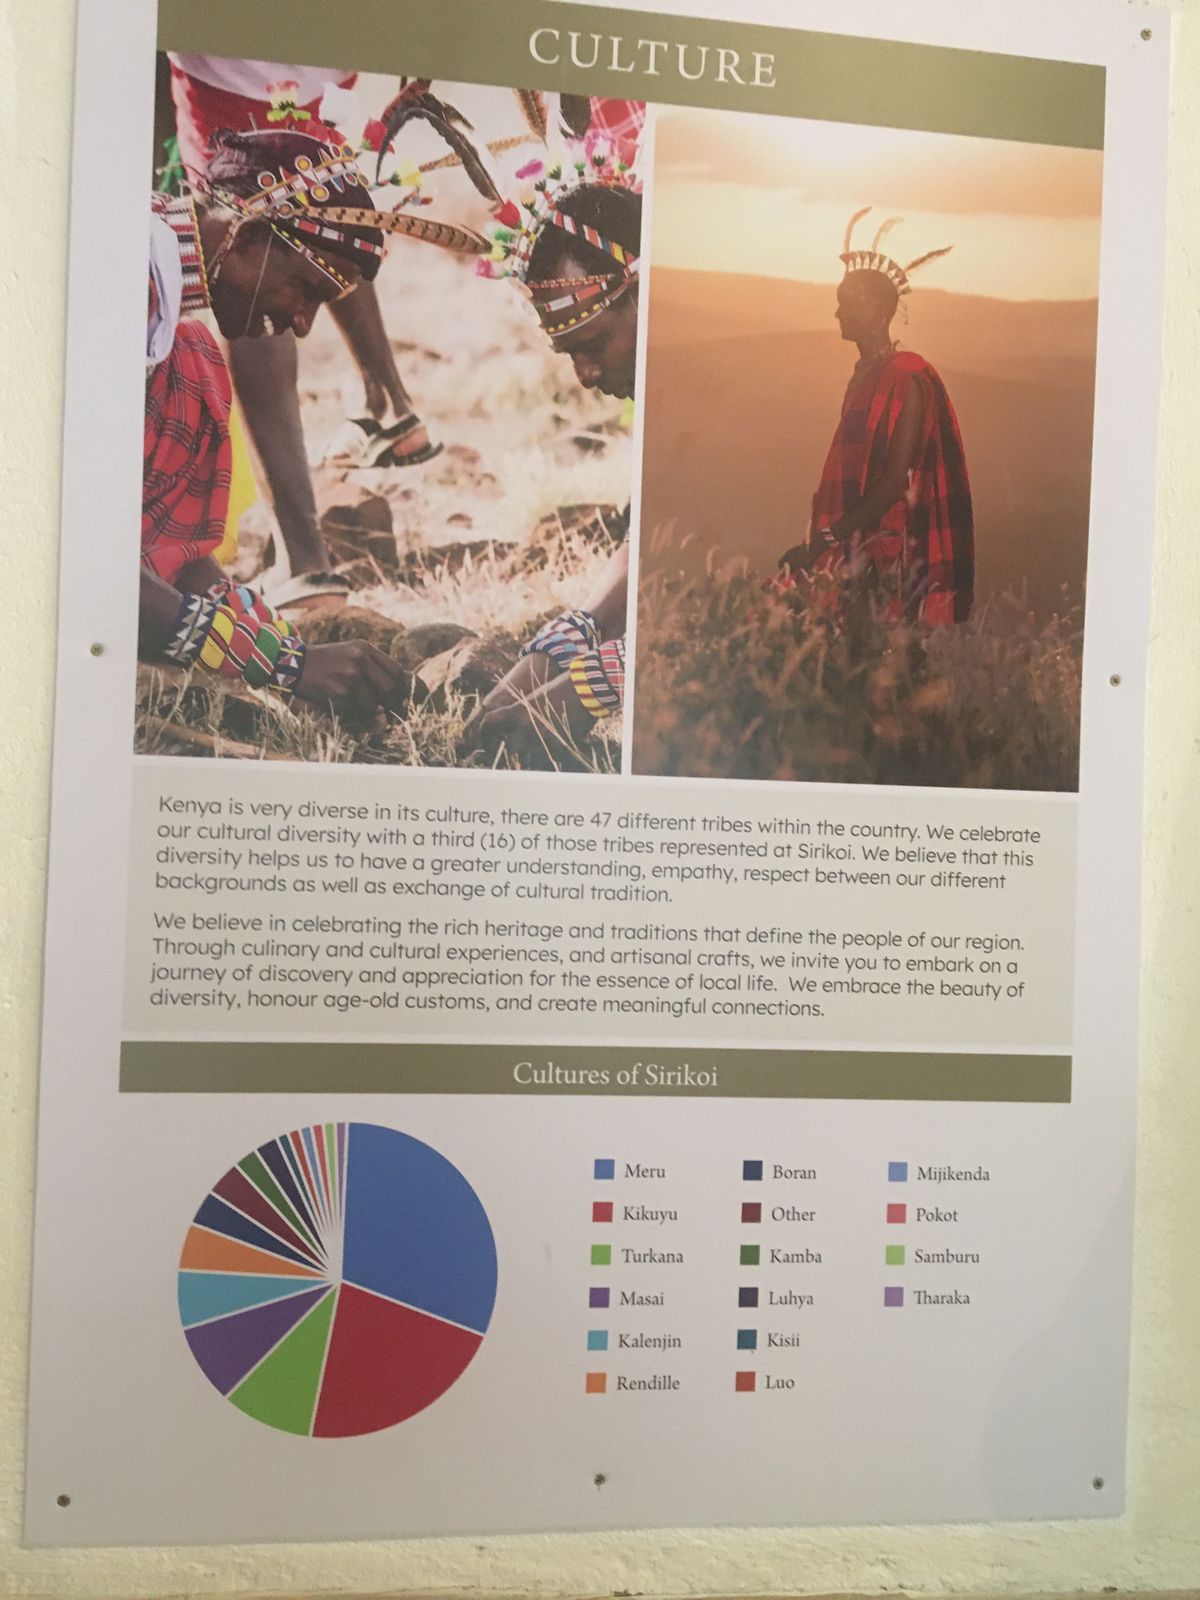 CULTURE
Kenya is very diverse in its culture, there are 47 different tribes within the country. We celebrate
our cultural diversity with a third (16) of those tribes represented at Sirikoi. We believe that this
diversity helps us to have a greater understanding, empathy, respect between our different
backgrounds as well as exchange of cultural tradition.
We believe in celebrating the rich heritage and traditions that define the people of our region.
Through culinary and cultural experiences, and artisanal crafts, we invite you to embark on a
journey of discovery and appreciation for the essence of local life. We embrace the beauty of
diversity, honour age-old customs, and create meaningful connections.
Cultures of Sirikoi
Meru
Kikuyu
Turkana
Masai
Kalenjin
Rendille
Boran
Other
Kamba
Luhya
Kisii
Luo
Mijikenda
Pokot
Samburu
Tharaka